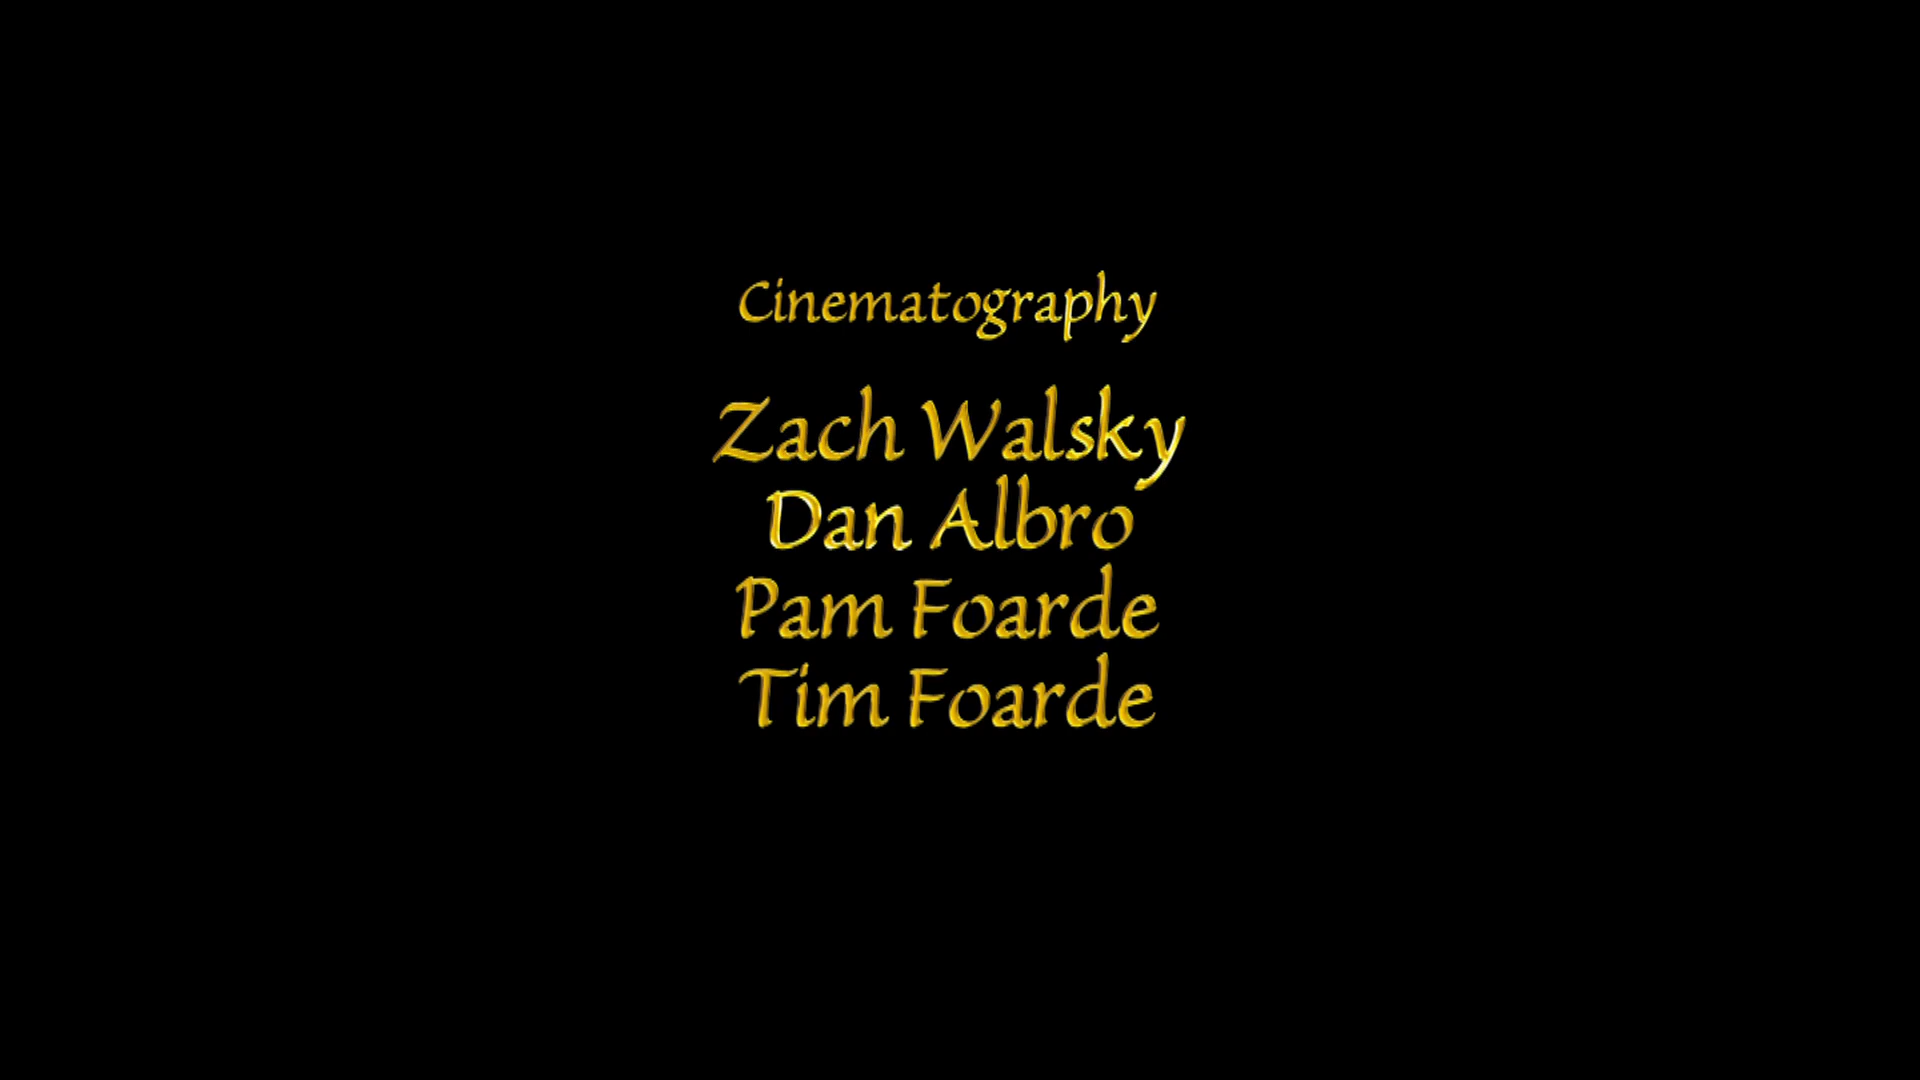 Cinematography
Zach Walsky
Dan Albro
Pam Foarde
Tim Foarde